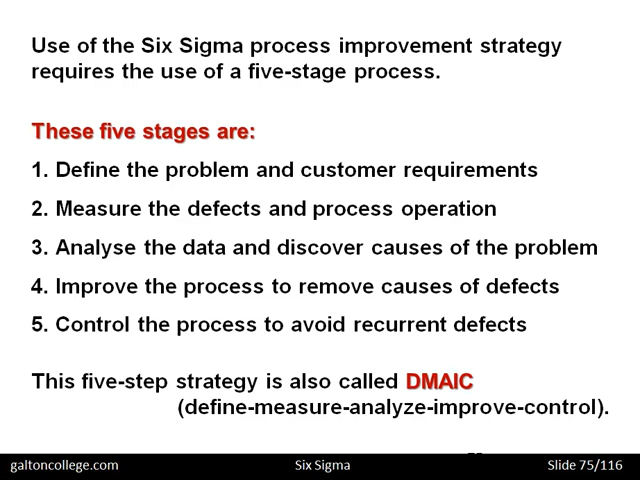 Use of the Six Sigma process improvement strategy
requires the use of a five-stage process.
These five stages are:
1. Define the problem and customer requirements
2. Measure the defects and process operation
3. Analyse the data and discover causes of the problem
4. Improve the process to remove causes of defects
5. Control the process to avoid recurrent defects
This five-step strategy is also called DMAIC
(define-measure-analyze-improve-control).
galtoncollege.com Six Sigma Slide 75/116